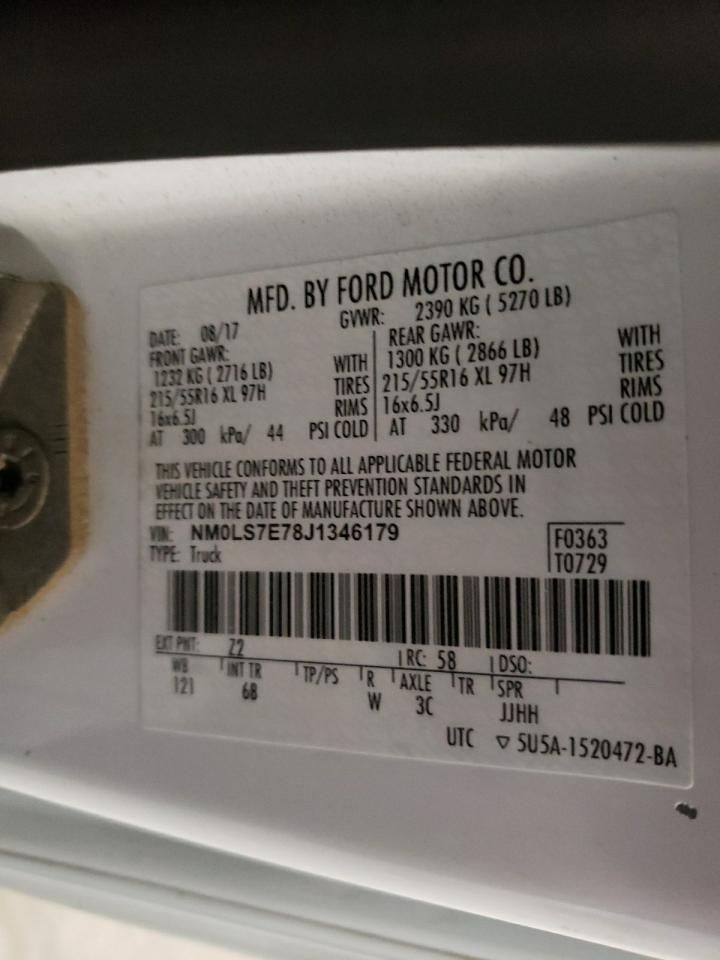 MFD. BY FORD MOTOR CO.
DATE: 08/17 GVWR: 2390 KG ( 5270 LB)
FRONT GAWR:
1232 KG ( 2716 LB) WITH
215/55R16 XL 97H TIRES
16x6.5J RIMS
AT 300 kPa/ 44 PSI COLD
REAR GAWR:
1300 KG ( 2866 LB) WITH
215/55R16 XL 97H TIRES
16x6.5J RIMS
AT 330 kPa/ 48 PSI COLD
THIS VEHICLE CONFORMS TO ALL APPLICABLE FEDERAL MOTOR
VEHICLE SAFETY AND THEFT PREVENTION STANDARDS IN
EFFECT ON THE DATE OF MANUFACTURE SHOWN ABOVE.
VIN: NM0LS7E78J1346179
TYPE: Truck
F0363
T0729
EXT PNT: Z2 RC: 58 DSO:
WB INT TR TP/PS R AXLE TR SPR
121 6B W 3C JJHH
UTC ▽ 5U5A-1520472-BA